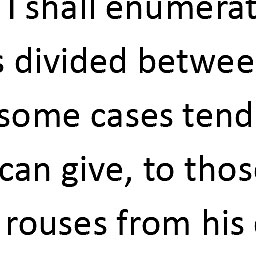 I shall enumerat
s divided betwee
some cases tend
can give, to thos
rouses from his